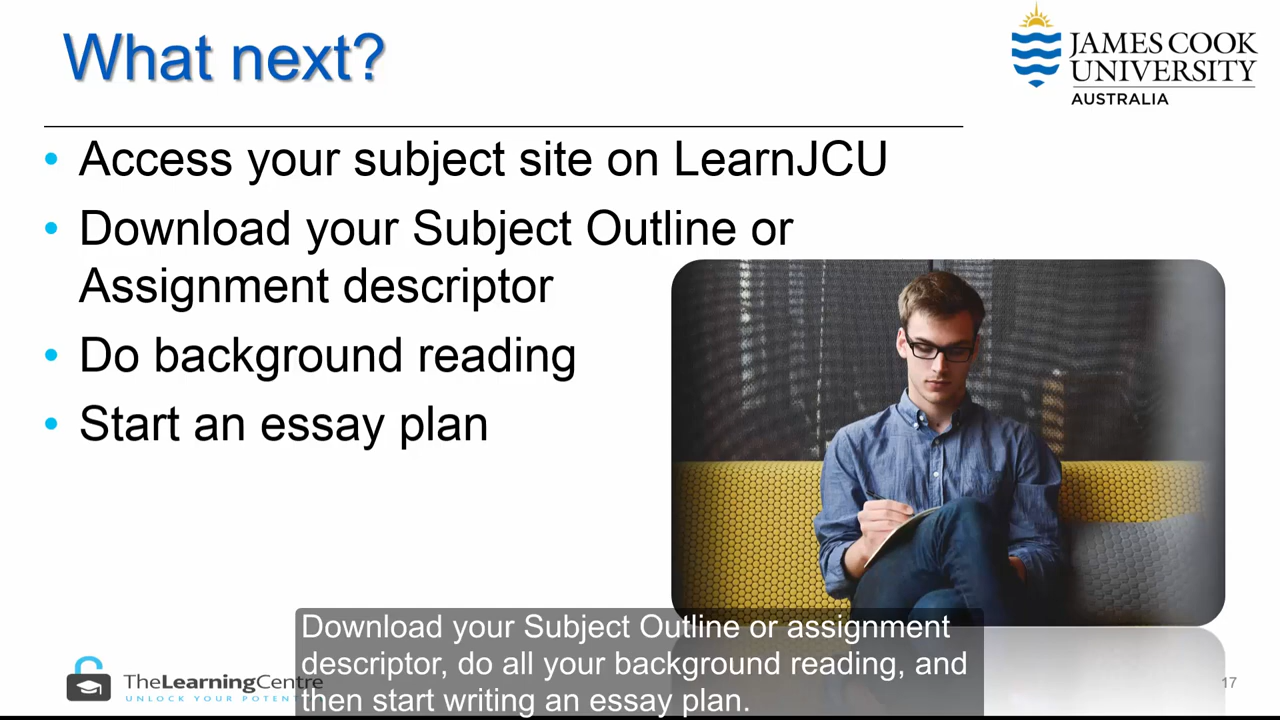 What next?
JAMES COOK
UNIVERSITY
AUSTRALIA
• Access your subject site on LearnJCU
• Download your Subject Outline or
Assignment descriptor
• Do background reading
• Start an essay plan
Download your Subject Outline or assignment
descriptor, do all your background reading, and
then start writing an essay plan.
TheLearningCentre
UNLOCK YOUR
17